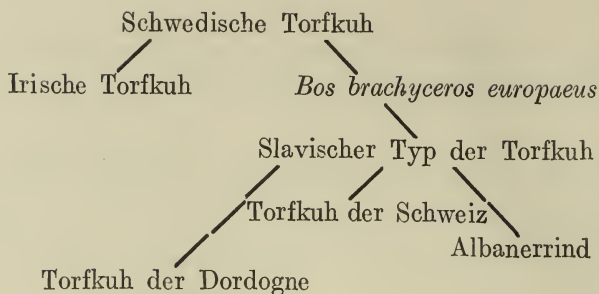 Schwedische Torfkuh
Irische Torfkuh
Bos brachyceros europaeus
Slavischer Typ der Torfkuh
Torfkuh der Schweiz
Albanerrind
Torfkuh der Dordogne